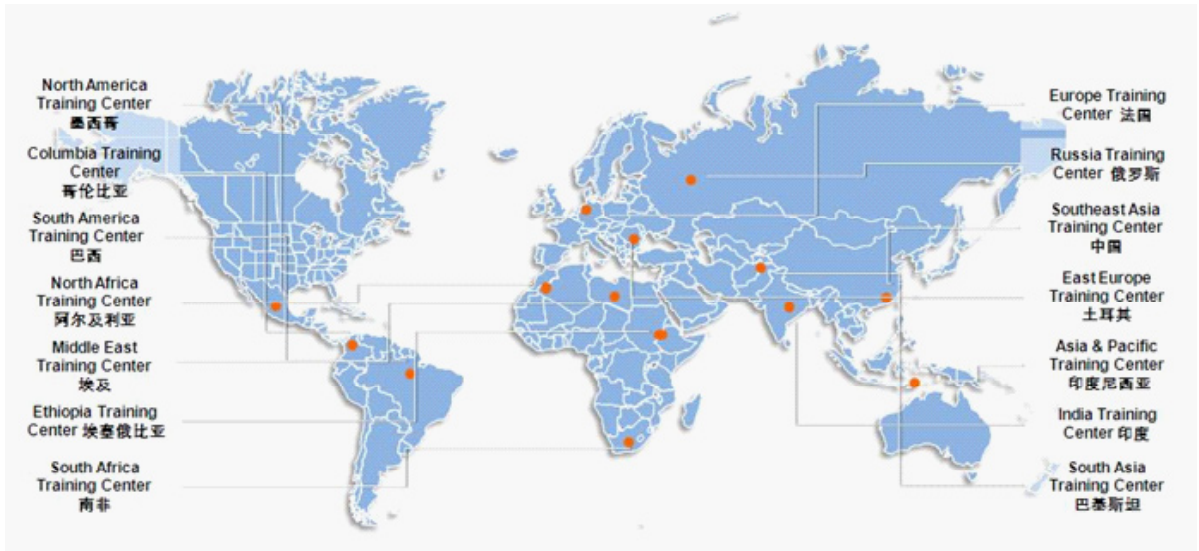 North America
Training Center
墨西哥
Columbia Training
Center
哥伦比亚
South America
Training Center
巴西
North Africa
Training Center
阿尔及利亚
Middle East
Training Center
埃及
Ethiopia Training
Center 埃塞俄比亚
South Africa
Training Center
南非
Europe Training
Center 法国
Russia Training
Center 俄罗斯
Southeast Asia
Training Center
中国
East Europe
Training Center
土耳其
Asia & Pacific
Training Center
印度尼西亚
India Training
Center 印度
South Asia
Training Center
巴基斯坦